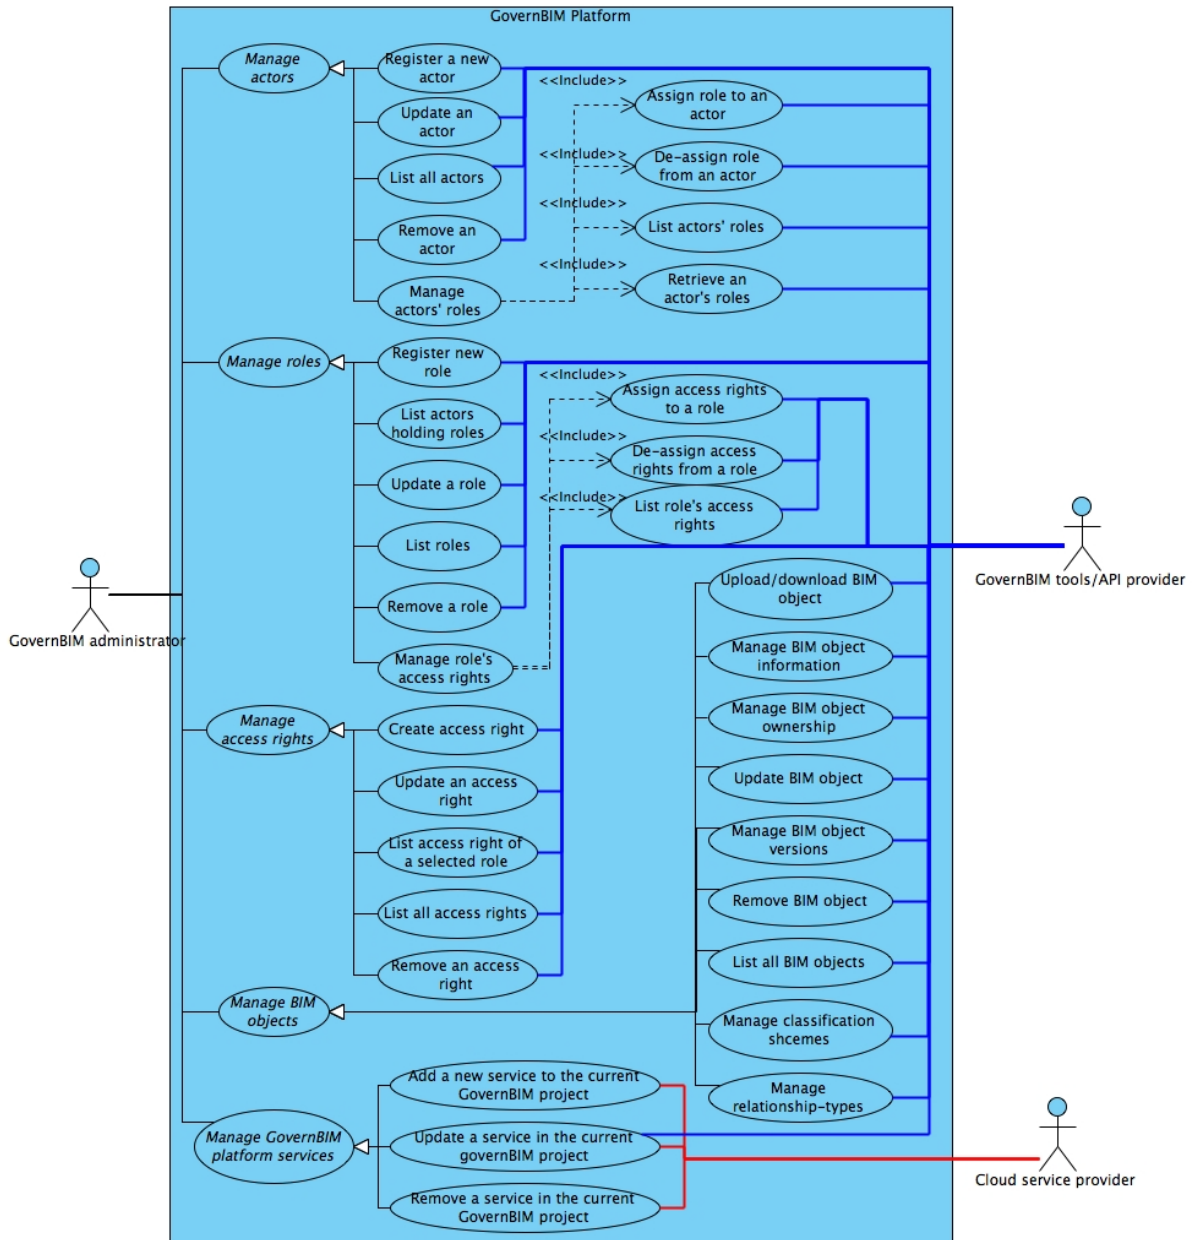 GovernBIM Platform
Manage
actors
Register a new
actor
<<Include>>
Assign role to an
actor
Update an
actor
<<Include>>
De-assign role
from an actor
List all actors
<<Include>>
List actors' roles
Remove an
actor
<<Include>>
Retrieve an
actor's roles
Manage
actors' roles
Manage roles
Register new
role
<<Include>>
Assign access rights
to a role
List actors
holding roles
<<Include>>
De-assign access
rights from a role
Update a role
<<Include>>
List role's access
rights
List roles
Remove a role
Manage role's
access rights
GovernBIM administrator
GovernBIM tools/API provider
Upload/download BIM
object
Manage BIM object
information
Manage BIM object
ownership
Update BIM object
Manage BIM object
versions
Remove BIM object
List all BIM objects
Manage classification
shcemes
Manage
relationship-types
Manage
access rights
Create access right
Update an access
right
List access right of
a selected role
List all access rights
Remove an access
right
Manage BIM
objects
Manage GovernBIM
platform services
Add a new service to the current
GovernBIM project
Update a service in the current
governBIM project
Remove a service in the current
GovernBIM project
Cloud service provider